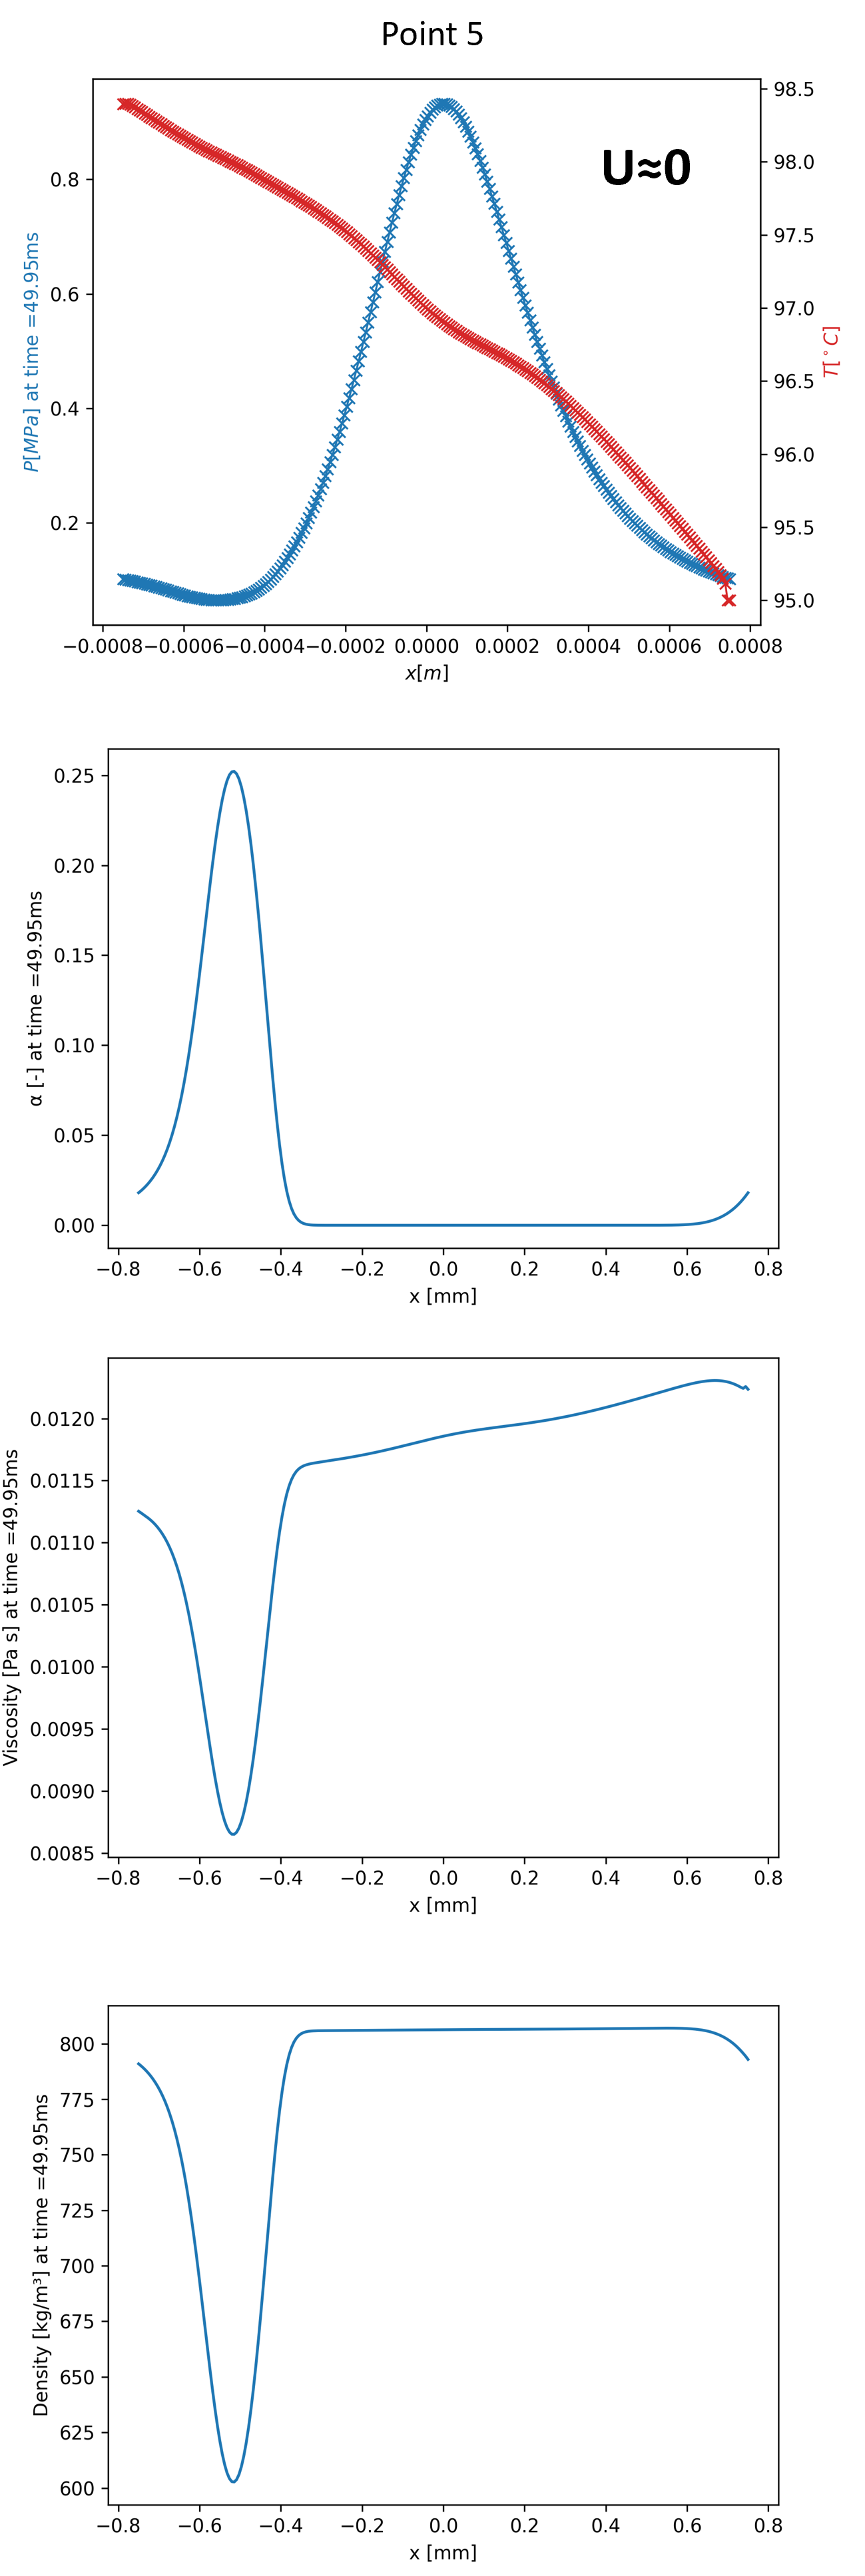 Point 5
U≈0
P[MPa] at time =49.95ms
0.8
0.6
0.4
0.2
98.5
98.0
97.5
97.0
96.5
96.0
95.5
95.0
T[°C]
−0.0008 −0.0006 −0.0004 −0.0002 0.0000 0.0002 0.0004 0.0006 0.0008
x[m]
α [-] at time =49.95ms
0.25
0.20
0.15
0.10
0.05
0.00
−0.8 −0.6 −0.4 −0.2 0.0 0.2 0.4 0.6 0.8
x [mm]
Viscosity [Pa s] at time =49.95ms
0.0120
0.0115
0.0110
0.0105
0.0100
0.0095
0.0090
0.0085
−0.8 −0.6 −0.4 −0.2 0.0 0.2 0.4 0.6 0.8
x [mm]
Density [kg/m³] at time =49.95ms
800
775
750
725
700
675
650
625
600
−0.8 −0.6 −0.4 −0.2 0.0 0.2 0.4 0.6 0.8
x [mm]